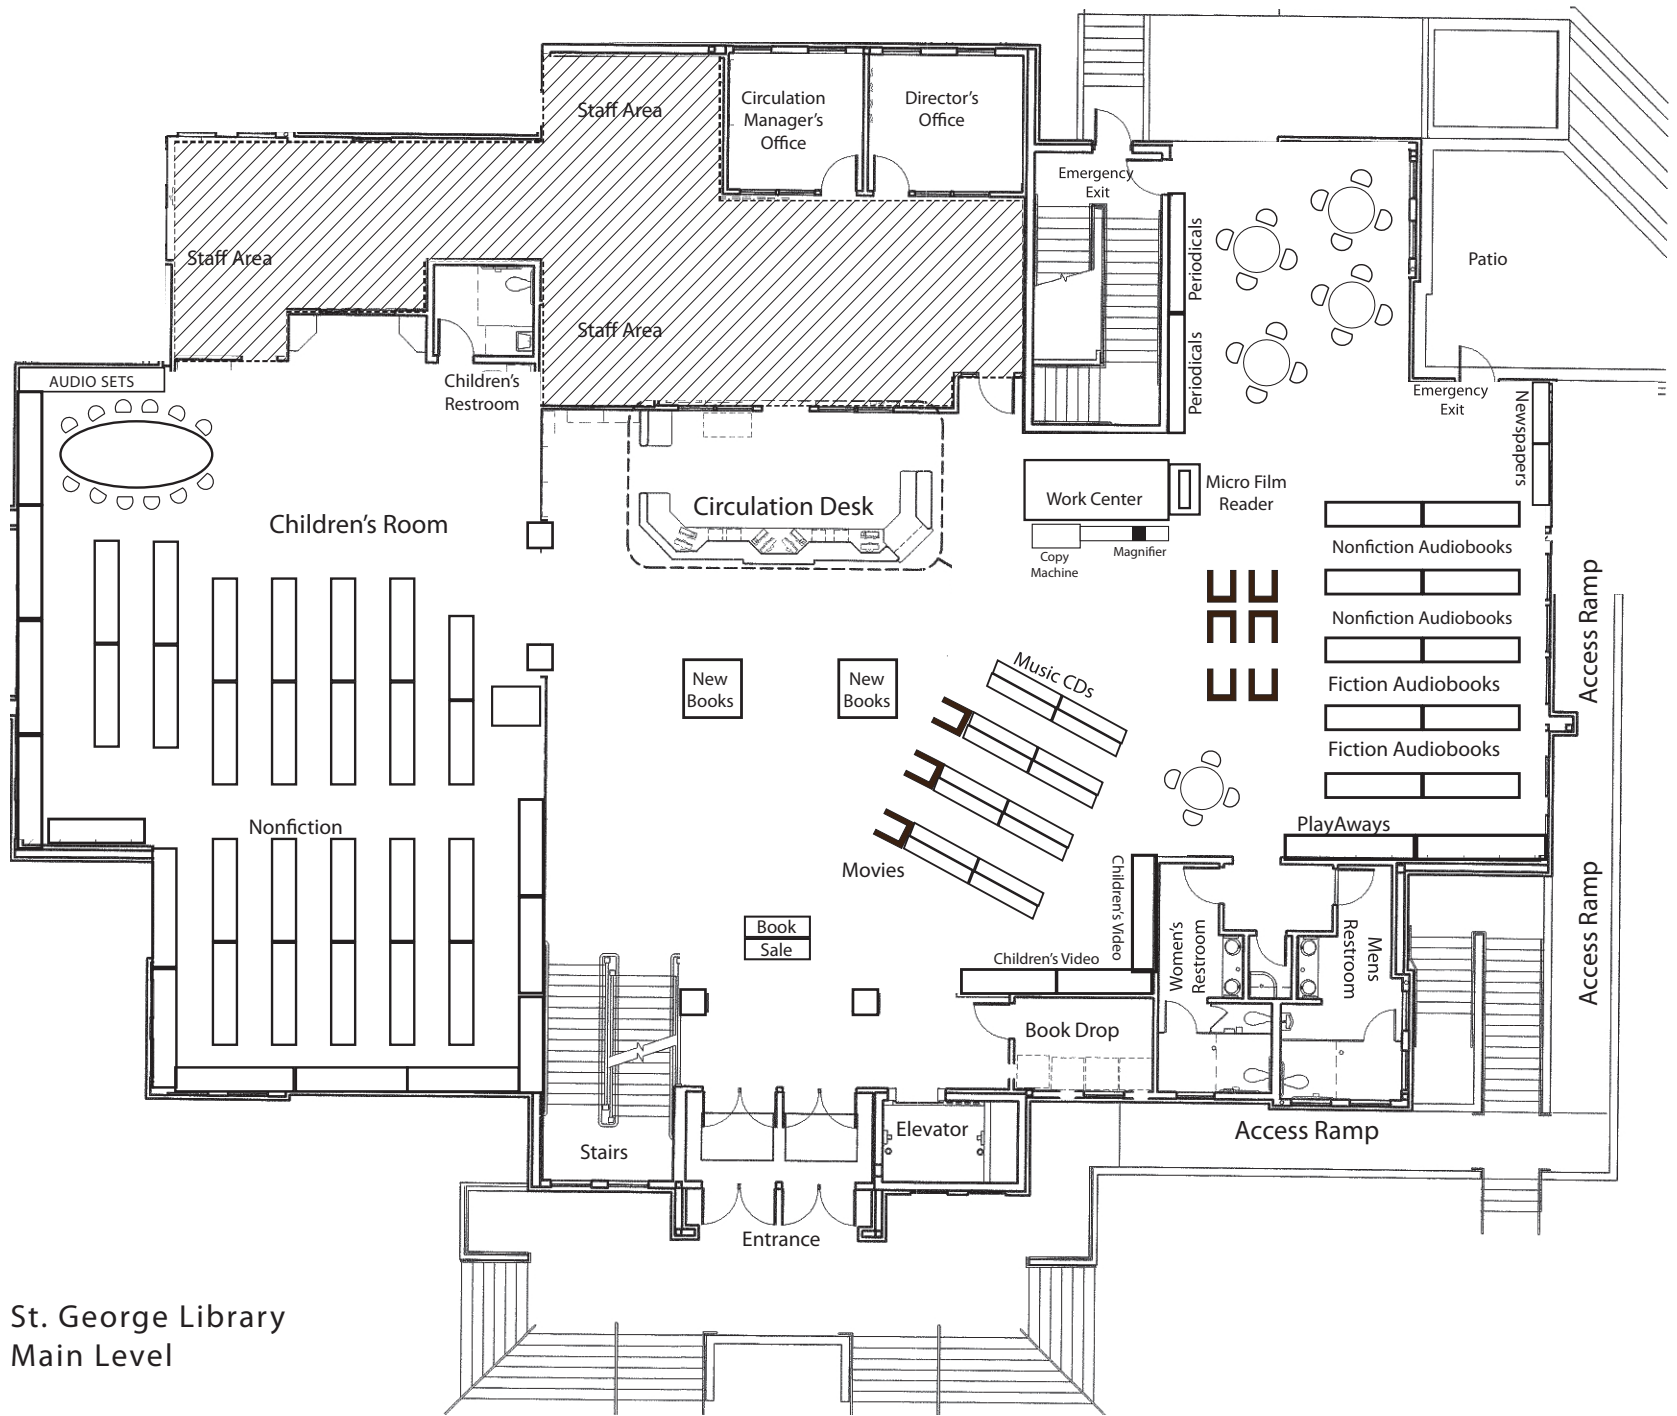 Staff Area
Circulation
Manager's
Office
Director's
Office
Emergency
Exit
Staff Area
Periodicals
Patio
Staff Area
Periodicals
AUDIO SETS
Children's
Restroom
Emergency
Exit
Newspapers
Children's Room
Circulation Desk
Work Center
Micro Film
Reader
Copy
Machine
Magnifier
Nonfiction Audiobooks
Nonfiction Audiobooks
Access Ramp
New
Books
New
Books
Music CDs
Fiction Audiobooks
Fiction Audiobooks
Nonfiction
PlayAways
Movies
Children's Video
Book
Sale
Children's Video
Women's
Restroom
Mens
Restroom
Access Ramp
Book Drop
Stairs
Elevator
Access Ramp
Entrance
St. George Library
Main Level